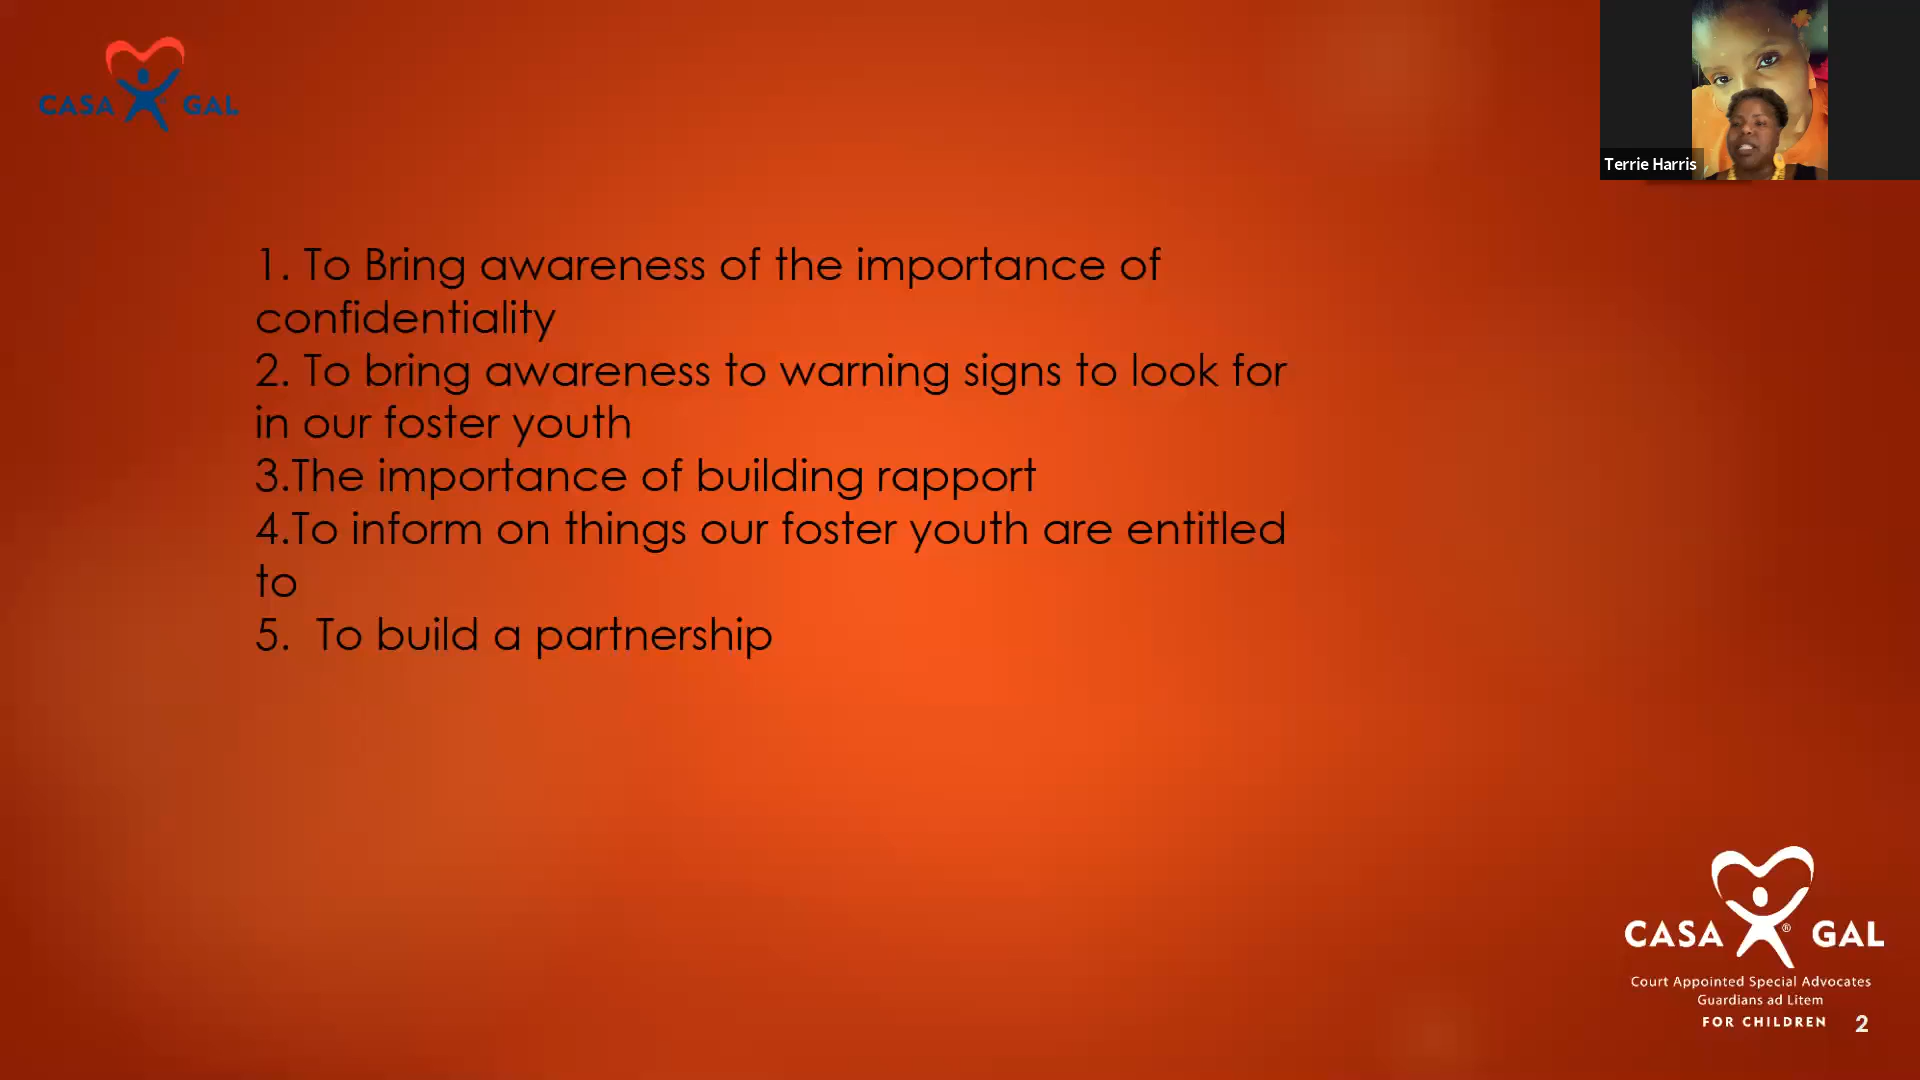 CASA GAL
Terrie Harris
1. To Bring awareness of the importance of
confidentiality
2. To bring awareness to warning signs to look for
in our foster youth
3.The importance of building rapport
4.To inform on things our foster youth are entitled
to
5.  To build a partnership
CASA ® GAL
Court Appointed Special Advocates
Guardians ad Litem
FOR CHILDREN
2